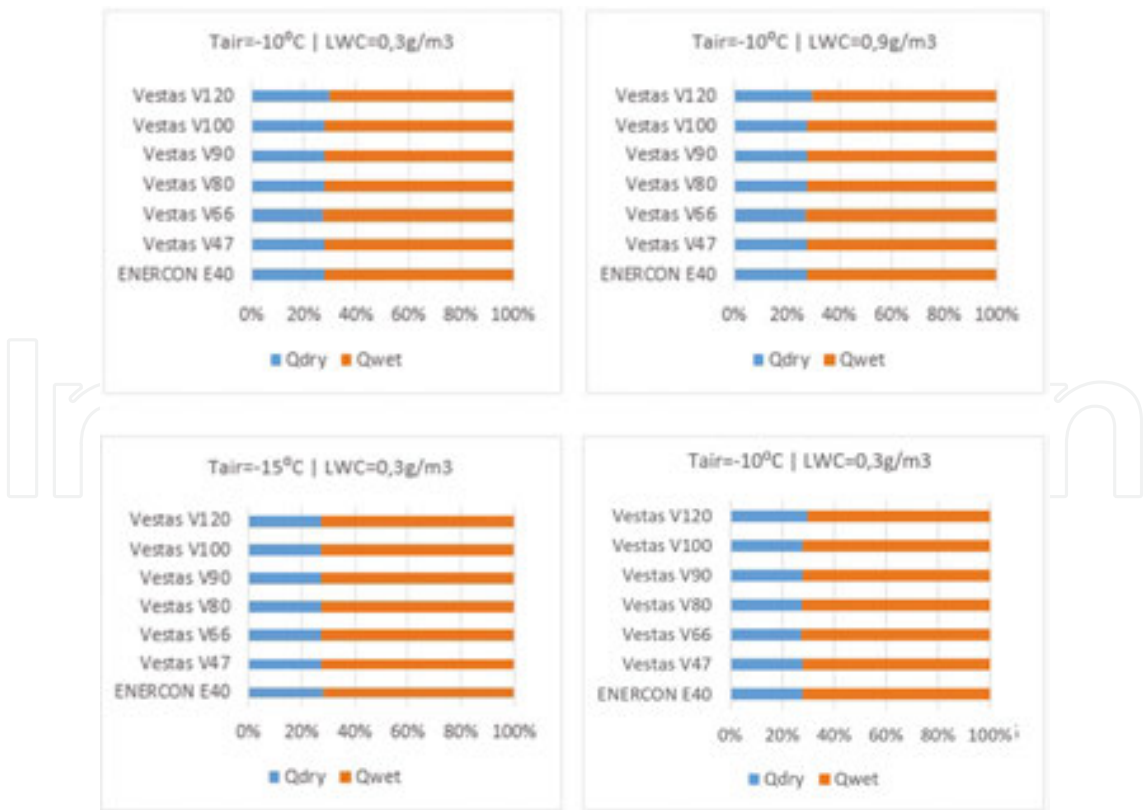 Tair=-10⁰C | LWC=0,3g/m3
Vestas V120
Vestas V100
Vestas V90
Vestas V80
Vestas V66
Vestas V47
ENERCON E40
0% 20% 40% 60% 80% 100%
Qdry Qwet
Tair=-10⁰C | LWC=0,9g/m3
Vestas V120
Vestas V100
Vestas V90
Vestas V80
Vestas V66
Vestas V47
ENERCON E40
0% 20% 40% 60% 80% 100%
Qdry Qwet
Tair=-15⁰C | LWC=0,3g/m3
Vestas V120
Vestas V100
Vestas V90
Vestas V80
Vestas V66
Vestas V47
ENERCON E40
0% 20% 40% 60% 80% 100%
Qdry Qwet
Tair=-10⁰C | LWC=0,3g/m3
Vestas V120
Vestas V100
Vestas V90
Vestas V80
Vestas V66
Vestas V47
ENERCON E40
0% 20% 40% 60% 80% 100%
Qdry Qwet